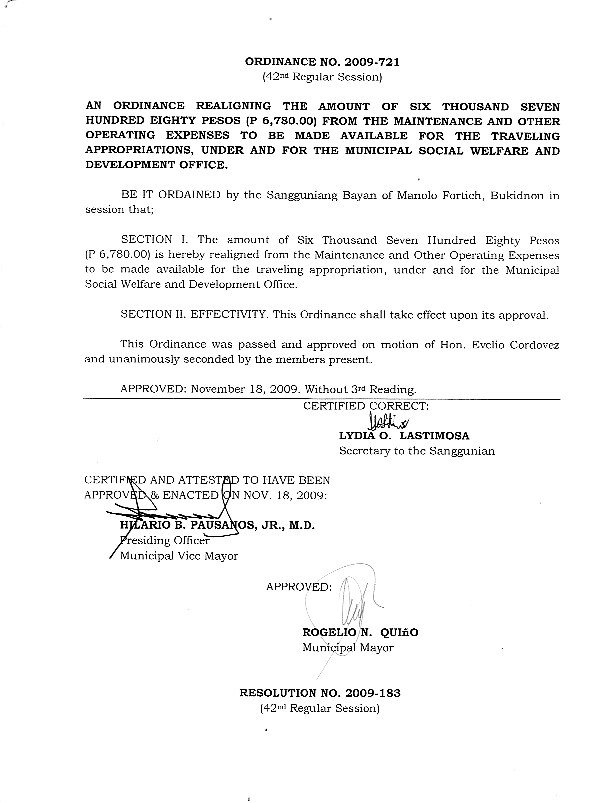 ORDINANCE NO. 2009-721
(42nd Regular Session)
AN ORDINANCE REALIGNING THE AMOUNT OF SIX THOUSAND SEVEN
HUNDRED EIGHTY PESOS (P 6,780.00) FROM THE MAINTENANCE AND OTHER
OPERATING EXPENSES TO BE MADE AVAILABLE FOR THE TRAVELING
APPROPRIATIONS, UNDER AND FOR THE MUNICIPAL SOCIAL WELFARE AND
DEVELOPMENT OFFICE.
BE IT ORDAINED by the Sangguniang Bayan of Manolo Fortich, Bukidnon in
session that;
SECTION I. The amount of Six Thousand Seven Hundred Eighty Pesos
(P 6,780.00) is hereby realigned from the Maintenance and Other Operating Expenses
to be made available for the traveling appropriation, under and for the Municipal
Social Welfare and Development Office.
SECTION II. EFFECTIVITY. This Ordinance shall take effect upon its approval.
This Ordinance was passed and approved on motion of Hon. Evelio Cordovez
and unanimously seconded by the members present.
APPROVED: November 18, 2009. Without 3rd Reading.
CERTIFIED CORRECT:
LYDIA O. LASTIMOSA
Secretary to the Sanggunian
CERTIFIED AND ATTESTED TO HAVE BEEN
APPROVED & ENACTED ON NOV. 18, 2009:
HILARIO B. PAUSANOS, JR., M.D.
Presiding Officer
Municipal Vice Mayor
APPROVED:
ROGELIO N. QUIñO
Municipal Mayor
RESOLUTION NO. 2009-183
(42nd Regular Session)